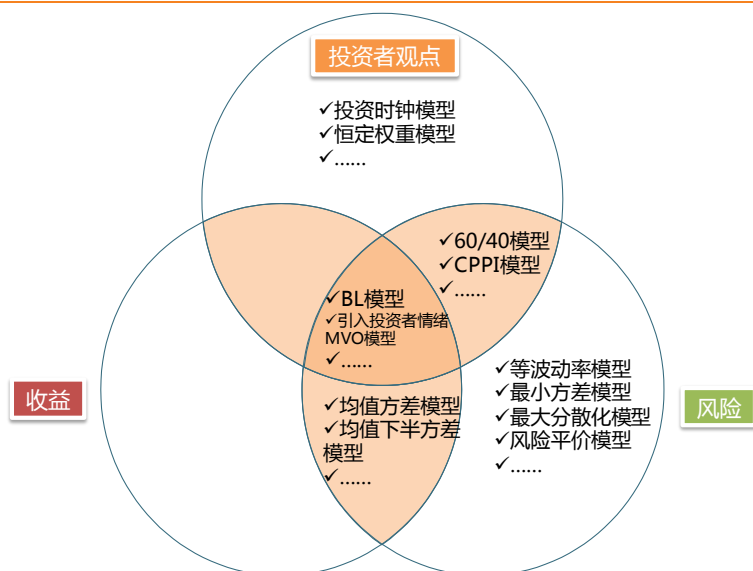 投资者观点
✓投资时钟模型
✓恒定权重模型
✓......
✓60/40模型
✓CPPI模型
✓......
✓BL模型
✓引入投资者情绪
MVO模型
✓......
收益
✓均值方差模型
✓均值下半方差
模型
✓......
✓等波动率模型
✓最小方差模型
✓最大分散化模型
✓风险平价模型
✓......
风险